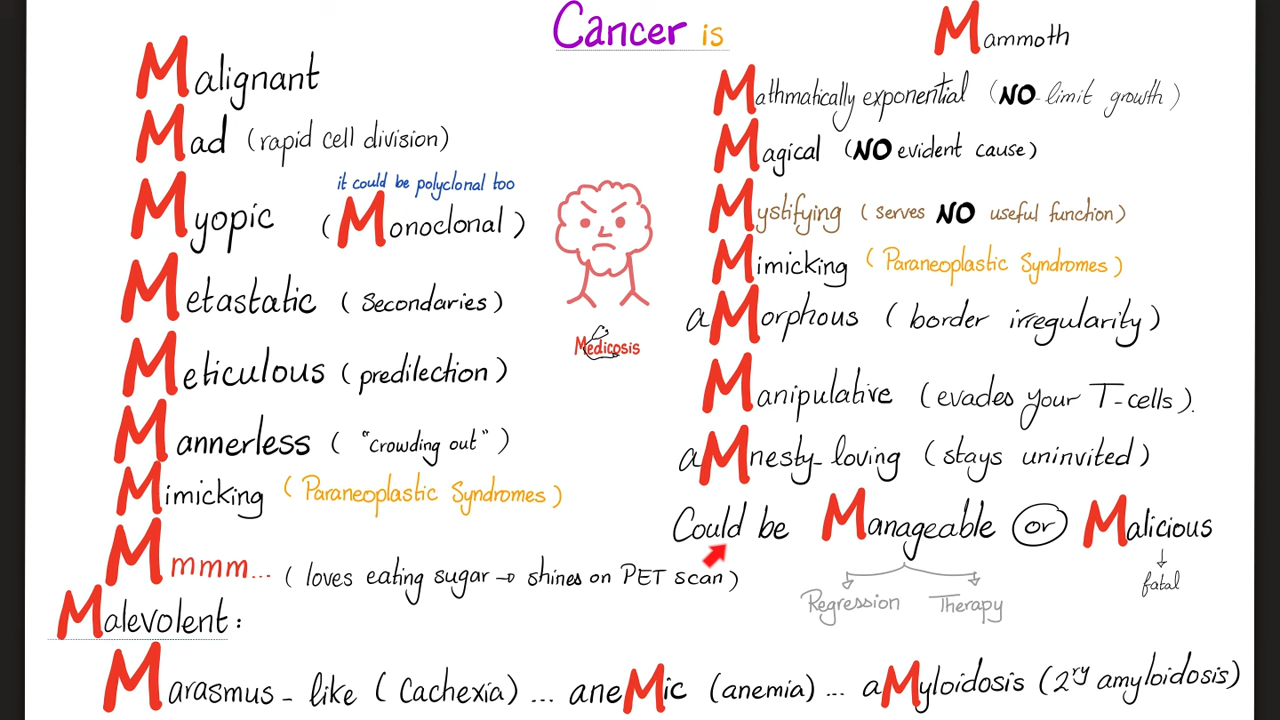 Cancer is
Malignant
Mad (rapid cell division)
it could be polyclonal too
Myopic (Monoclonal)
Metastatic (Secondaries)
Meticulous (predilection)
Mannerless ("crowding out")
Mimicking (Paraneoplastic Syndromes)
Mmmm... (loves eating sugar → shines on PET scan)
Medicosis
Mammoth
Mathmatically exponential (NO-limit growth)
Magical (NO evident cause)
Mystifying (serves NO useful function)
Mimicking (Paraneoplastic Syndromes)
aMorphous (border irregularity)
Manipulative (evades your T-cells).
aMnesty-loving (stays uninvited)
Could be Manageable or Malicious
Regression Therapy
fatal
Malevolent:
Marasmus-like (Cachexia)... aneMic (anemia)... aMyloidosis (2ry amyloidosis)